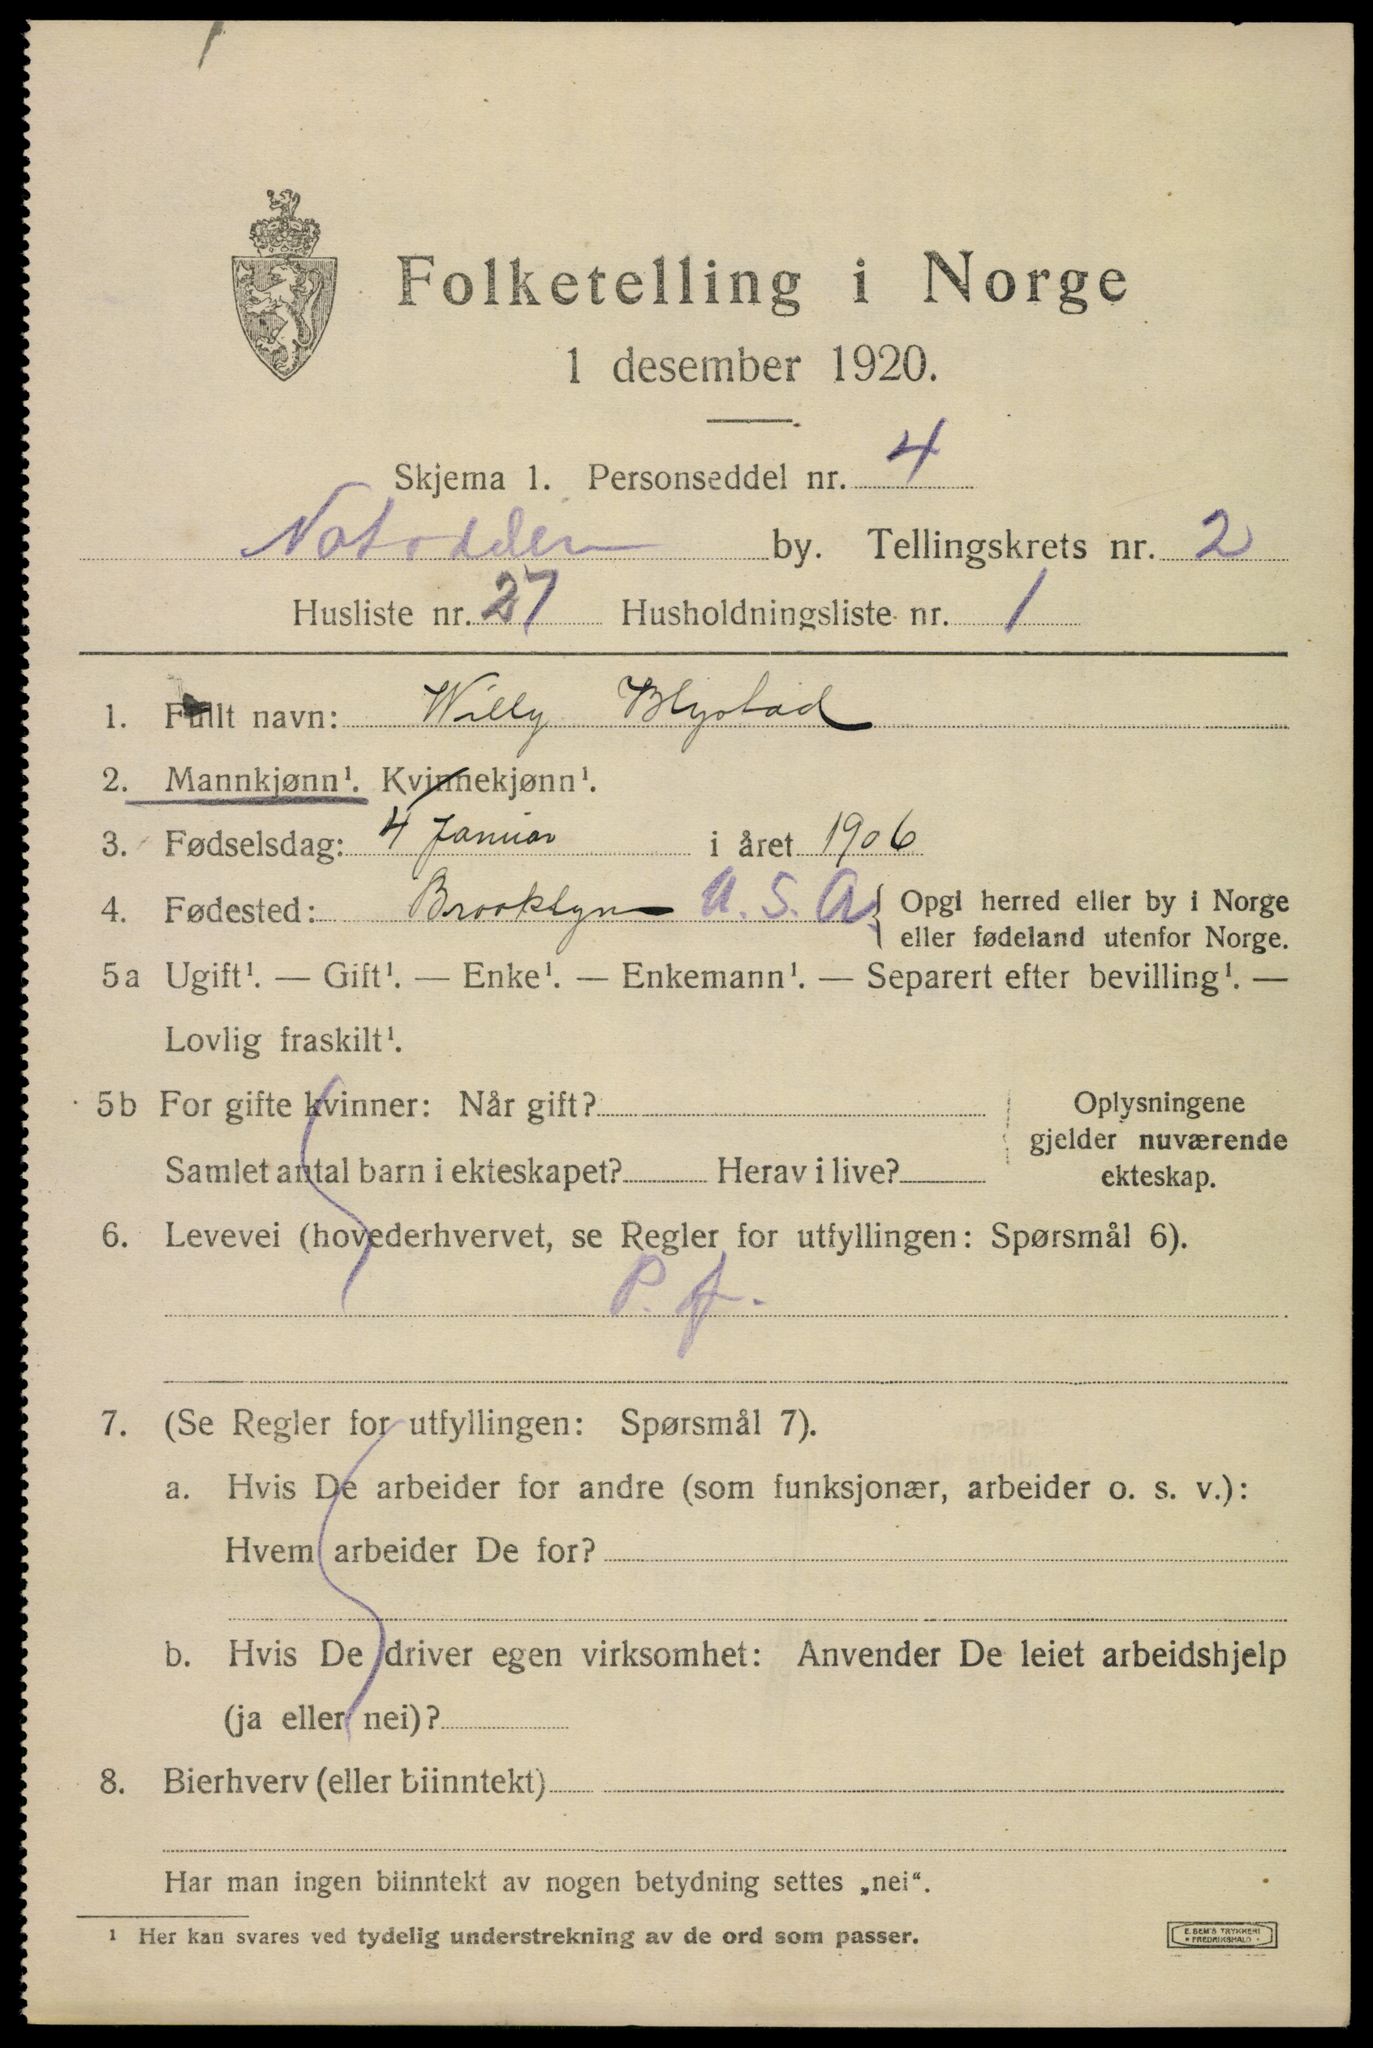 Folketelling i Norge
1 desember 1920.
Skjema 1. Personseddel nr. 4
Notodden by. Tellingskrets nr. 2
Husliste nr. 27 Husholdningsliste nr. 1
1. Fullt navn: Willy Blystad
2. Mannkjønn¹. Kvinnekjønn¹.
3. Fødselsdag: 4 Januar i året 1906
4. Fødested: Brooklyn U.S.A. { Opgi herred eller by i Norge
eller fødeland utenfor Norge.
5a Ugift¹. — Gift¹. — Enke¹. — Enkemann¹. — Separert efter bevilling¹. —
Lovlig fraskilt¹.
5b For gifte kvinner: Når gift? Oplysningene
gjelder nuværende
Samlet antal barn i ekteskapet? Herav i live? ekteskap.
6. Levevei (hovederhvervet, se Regler for utfyllingen: Spørsmål 6).
P. f.
7. (Se Regler for utfyllingen: Spørsmål 7).
a. Hvis De arbeider for andre (som funksjonær, arbeider o. s. v.):
Hvem arbeider De for?
b. Hvis De driver egen virksomhet: Anvender De leiet arbeidshjelp
(ja eller nei)?
8. Bierhverv (eller biinntekt)
Har man ingen biinntekt av nogen betydning settes „nei“.
¹ Her kan svares ved tydelig understrekning av de ord som passer.
E. SEM'S TRYKKERI
FREDRIKSHALD